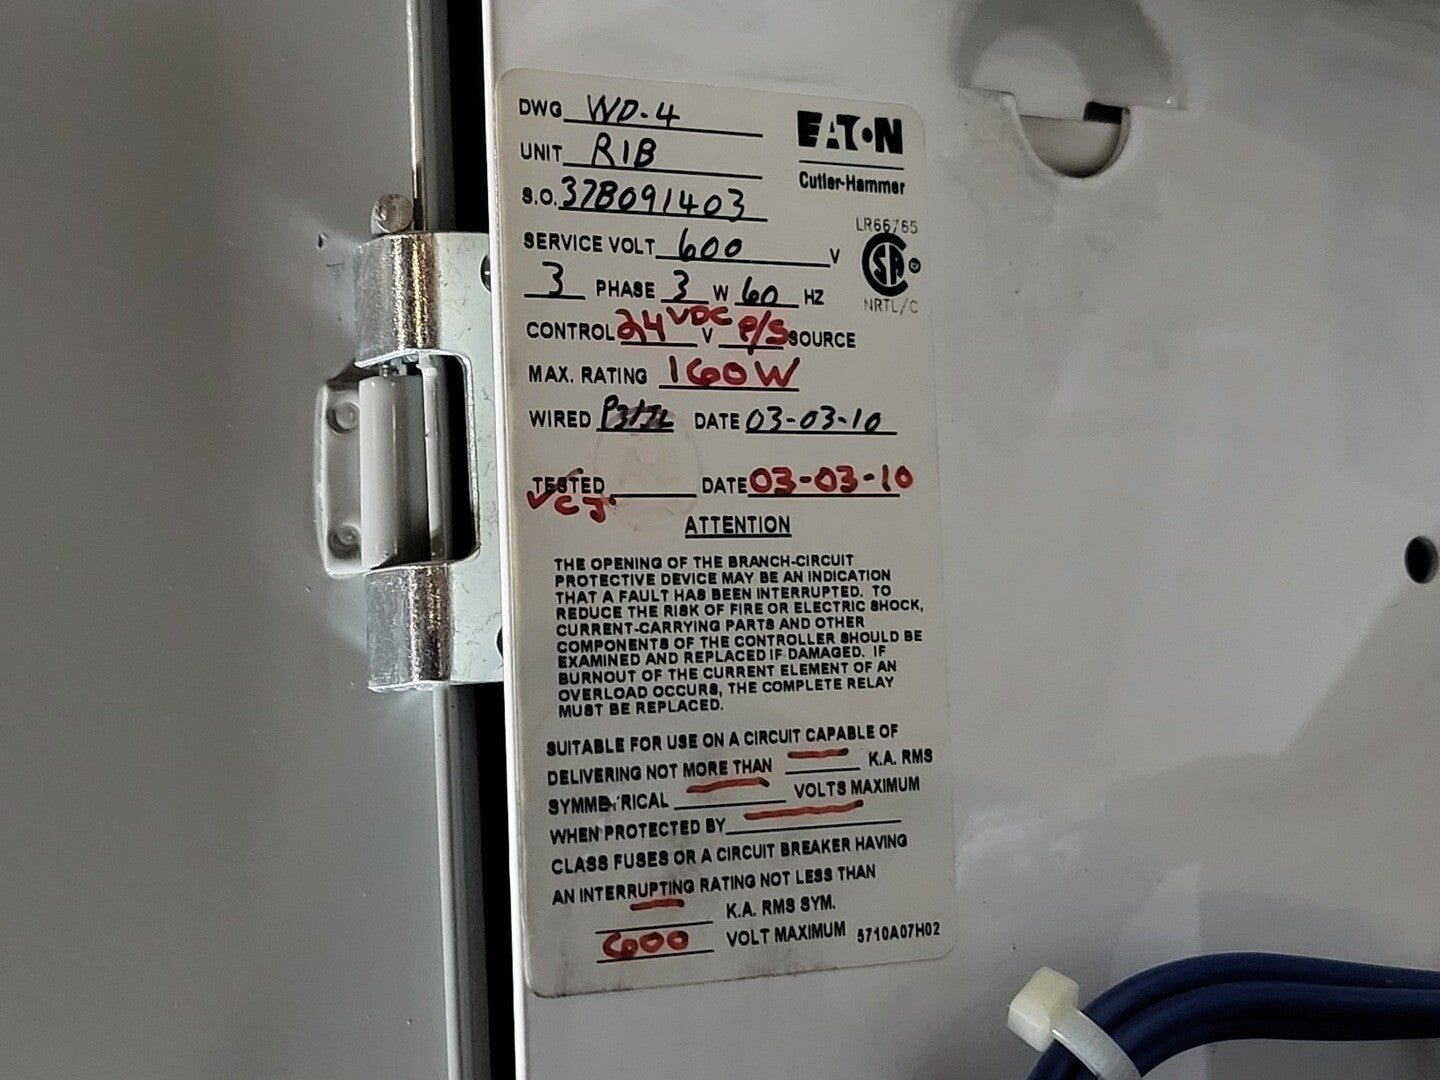 DWG WD-4
UNIT R1B
S.O. 378091403
SERVICE VOLT 600 V
3 PHASE 3 W 60 HZ
CONTROL 24 VDC V P/S SOURCE
MAX. RATING 160W
WIRED DATE 03-03-10
TESTED DATE 03-03-10
CJ
EATON
Cutler-Hammer
LR66765
SA
NRTL/C
ATTENTION
THE OPENING OF THE BRANCH-CIRCUIT
PROTECTIVE DEVICE MAY BE AN INDICATION
THAT A FAULT HAS BEEN INTERRUPTED. TO
REDUCE THE RISK OF FIRE OR ELECTRIC SHOCK,
CURRENT-CARRYING PARTS AND OTHER
COMPONENTS OF THE CONTROLLER SHOULD BE
EXAMINED AND REPLACED IF DAMAGED. IF
BURNOUT OF THE CURRENT ELEMENT OF AN
OVERLOAD OCCURS, THE COMPLETE RELAY
MUST BE REPLACED.
SUITABLE FOR USE ON A CIRCUIT CAPABLE OF
DELIVERING NOT MORE THAN K.A. RMS
SYMMETRICAL VOLTS MAXIMUM
WHEN PROTECTED BY
CLASS FUSES OR A CIRCUIT BREAKER HAVING
AN INTERRUPTING RATING NOT LESS THAN
K.A. RMS SYM.
600 VOLT MAXIMUM 5710A07H02